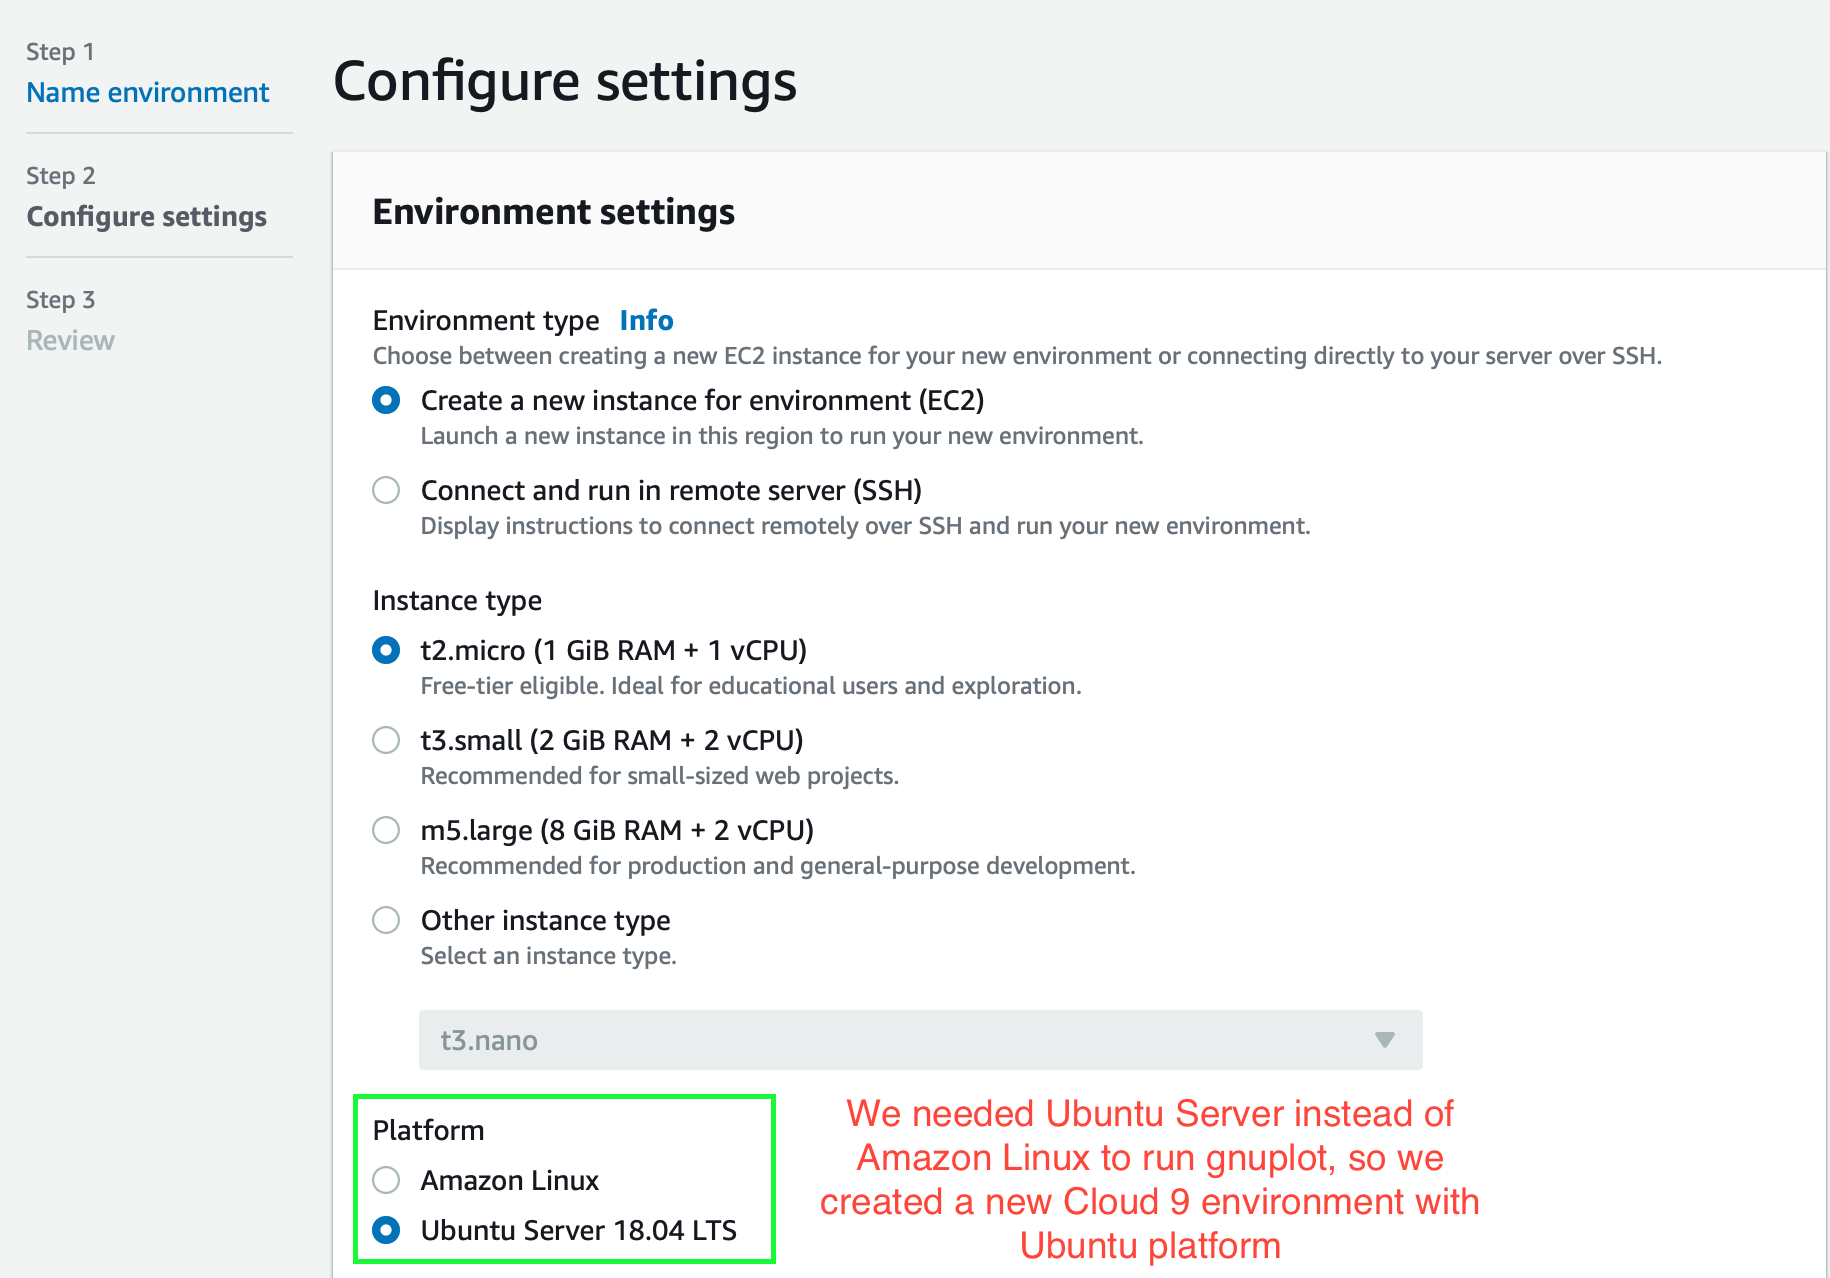 Step 1
Name environment
Step 2
Configure settings
Step 3
Review
Configure settings
Environment settings
Environment type Info
Choose between creating a new EC2 instance for your new environment or connecting directly to your server over SSH.
Create a new instance for environment (EC2)
Launch a new instance in this region to run your new environment.
Connect and run in remote server (SSH)
Display instructions to connect remotely over SSH and run your new environment.
Instance type
t2.micro (1 GiB RAM + 1 vCPU)
Free-tier eligible. Ideal for educational users and exploration.
t3.small (2 GiB RAM + 2 vCPU)
Recommended for small-sized web projects.
m5.large (8 GiB RAM + 2 vCPU)
Recommended for production and general-purpose development.
Other instance type
Select an instance type.
t3.nano
Platform
Amazon Linux
Ubuntu Server 18.04 LTS
We needed Ubuntu Server instead of
Amazon Linux to run gnuplot, so we
created a new Cloud 9 environment with
Ubuntu platform